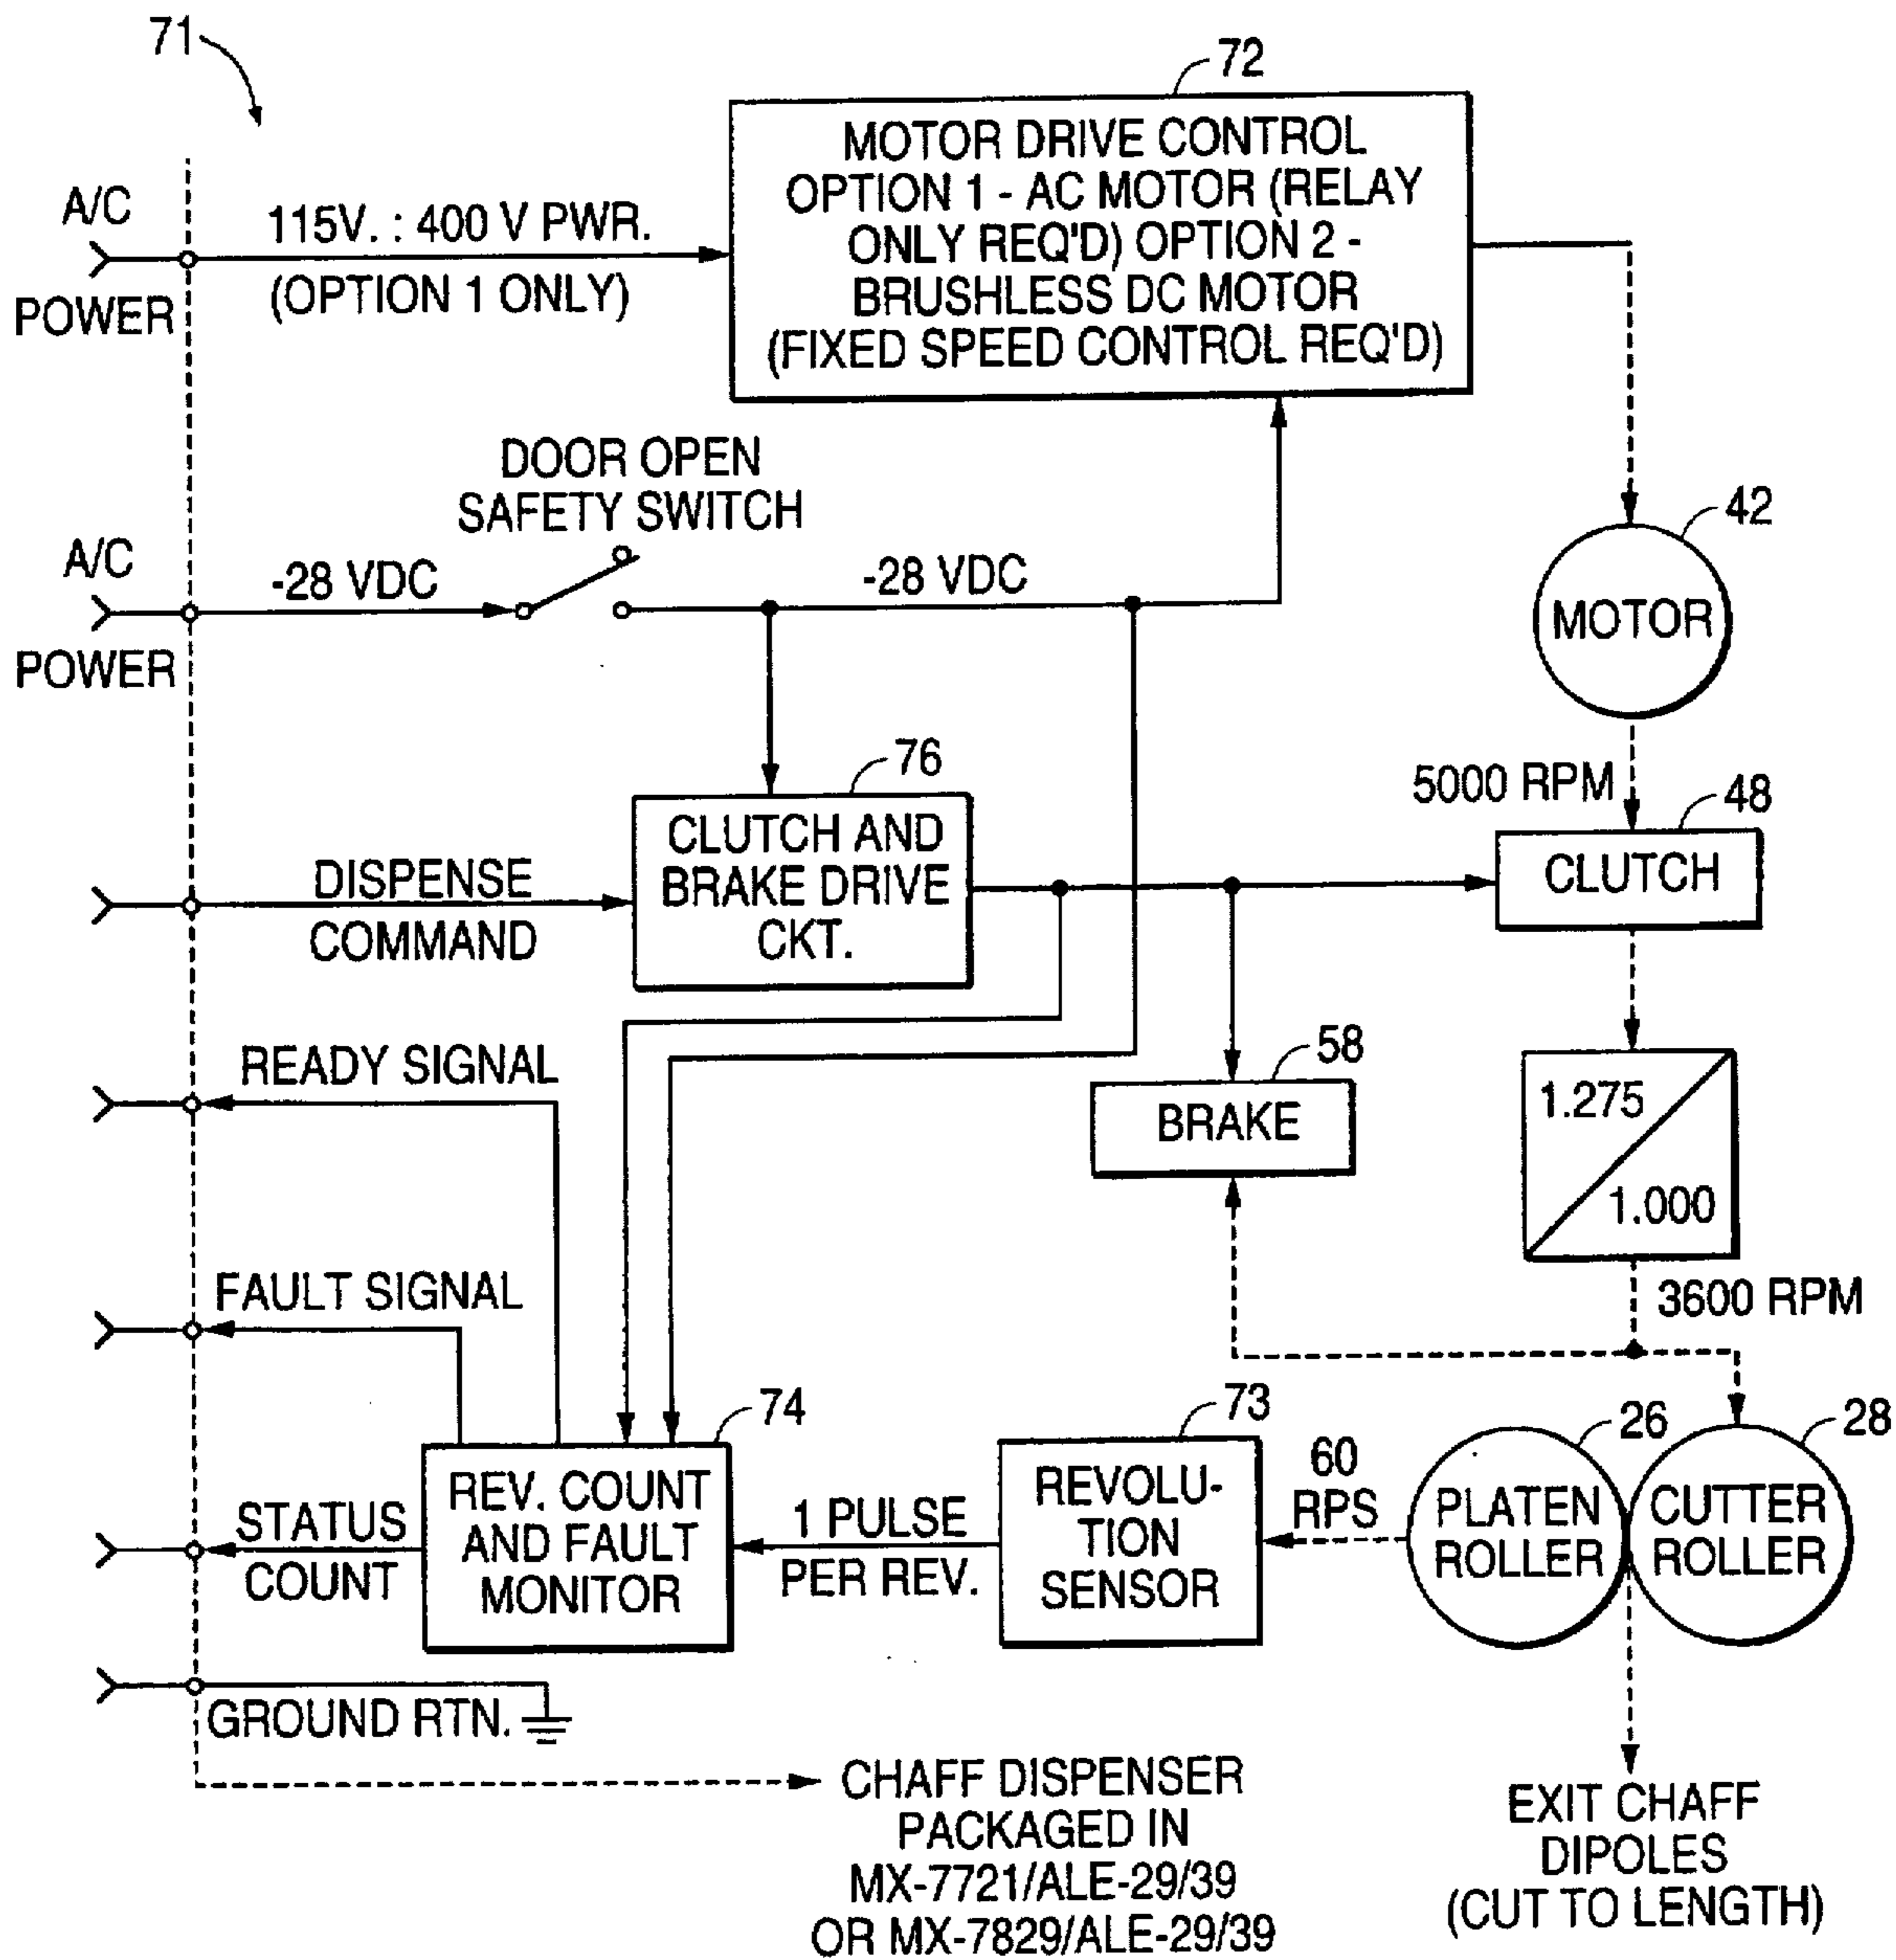 71
72
MOTOR DRIVE CONTROL
OPTION 1 - AC MOTOR (RELAY
ONLY REQ'D) OPTION 2 -
BRUSHLESS DC MOTOR
(FIXED SPEED CONTROL REQ'D)
A/C
POWER
115V. : 400 V PWR.
(OPTION 1 ONLY)
DOOR OPEN
SAFETY SWITCH
A/C
POWER
-28 VDC
-28 VDC
42
MOTOR
5000 RPM
48
CLUTCH
76
CLUTCH AND
BRAKE DRIVE
CKT.
DISPENSE
COMMAND
READY SIGNAL
58
BRAKE
1.275
1.000
3600 RPM
FAULT SIGNAL
74
REV. COUNT
AND FAULT
MONITOR
STATUS
COUNT
1 PULSE
PER REV.
73
REVOLU-
TION
SENSOR
60
RPS
26
PLATEN
ROLLER
28
CUTTER
ROLLER
GROUND RTN.
CHAFF DISPENSER
PACKAGED IN
MX-7721/ALE-29/39
OR MX-7829/ALE-29/39
EXIT CHAFF
DIPOLES
(CUT TO LENGTH)